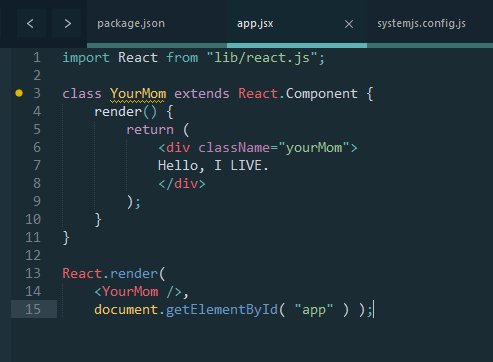 < > package.json app.jsx × systemjs.config.js
1 import React from "lib/react.js";
2
3 class YourMom extends React.Component {
4 render() {
5 return (
6 <div className="yourMom">
7 Hello, I LIVE.
8 </div>
9 );
10 }
11 }
12
13 React.render(
14 <YourMom />,
15 document.getElementById( "app" ) );